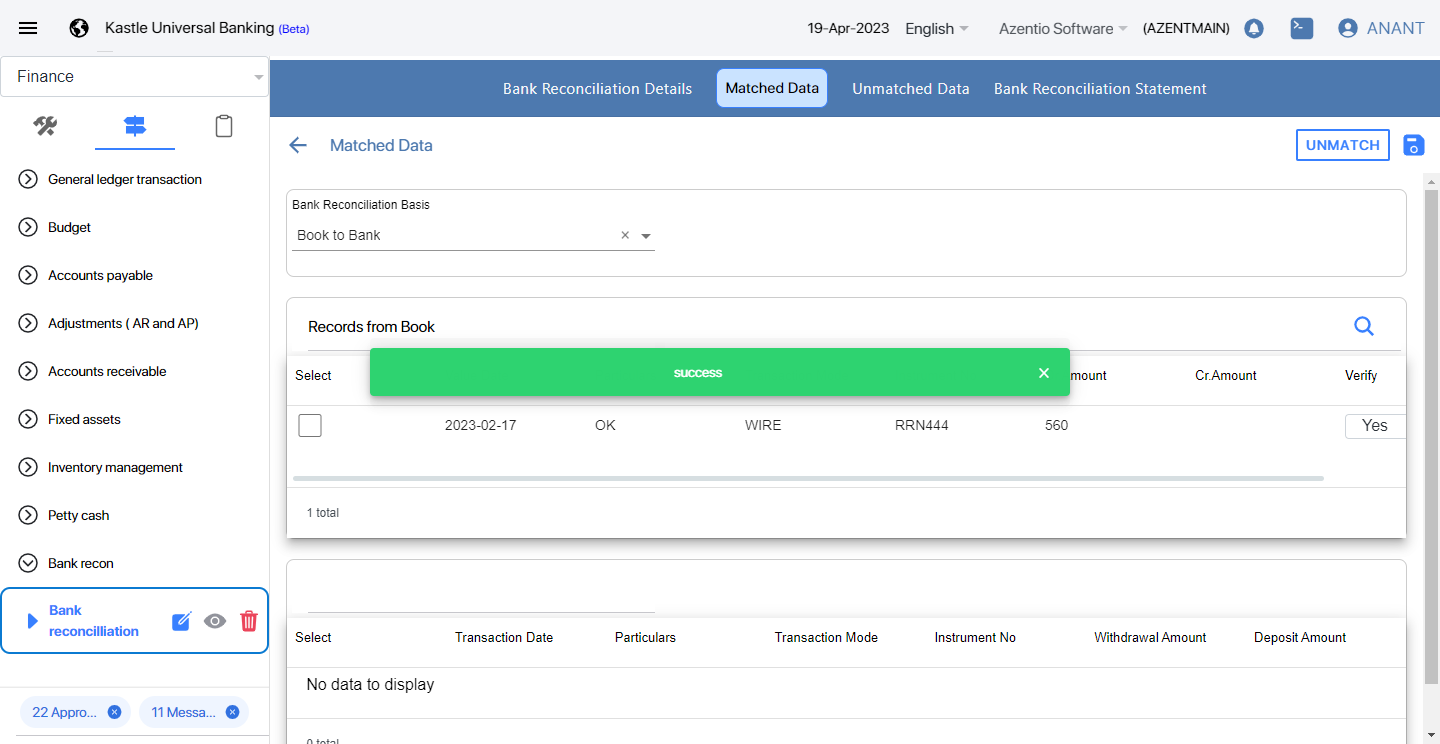 Kastle Universal Banking (Beta)
19-Apr-2023
English
Azentio Software
(AZENTMAIN)
ANANT
Finance
Bank Reconciliation Details
Matched Data
Unmatched Data
Bank Reconciliation Statement
Matched Data
UNMATCH
General ledger transaction
Budget
Accounts payable
Adjustments ( AR and AP)
Accounts receivable
Fixed assets
Inventory management
Petty cash
Bank recon
Bank
reconcilliation
22 Appro...
11 Messa...
Bank Reconciliation Basis
Book to Bank
Records from Book
success
Select
mount
Cr.Amount
Verify
2023-02-17
OK
WIRE
RRN444
560
Yes
1 total
Select
Transaction Date
Particulars
Transaction Mode
Instrument No
Withdrawal Amount
Deposit Amount
No data to display
0 total